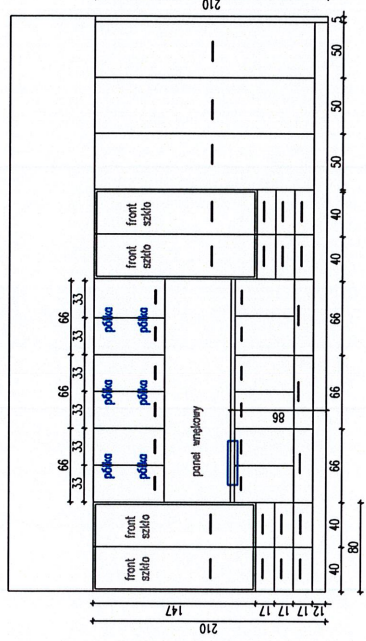 210
5
50
50
50
front
szkło
40
front
szkło
40
33
66
33
półka
półka
66
33
66
33
półka
półka
66
33
66
33
półka
półka
66
panel wnękowy
86
front
szkło
40
front
szkło
40
80
147
17
17
17
12
210